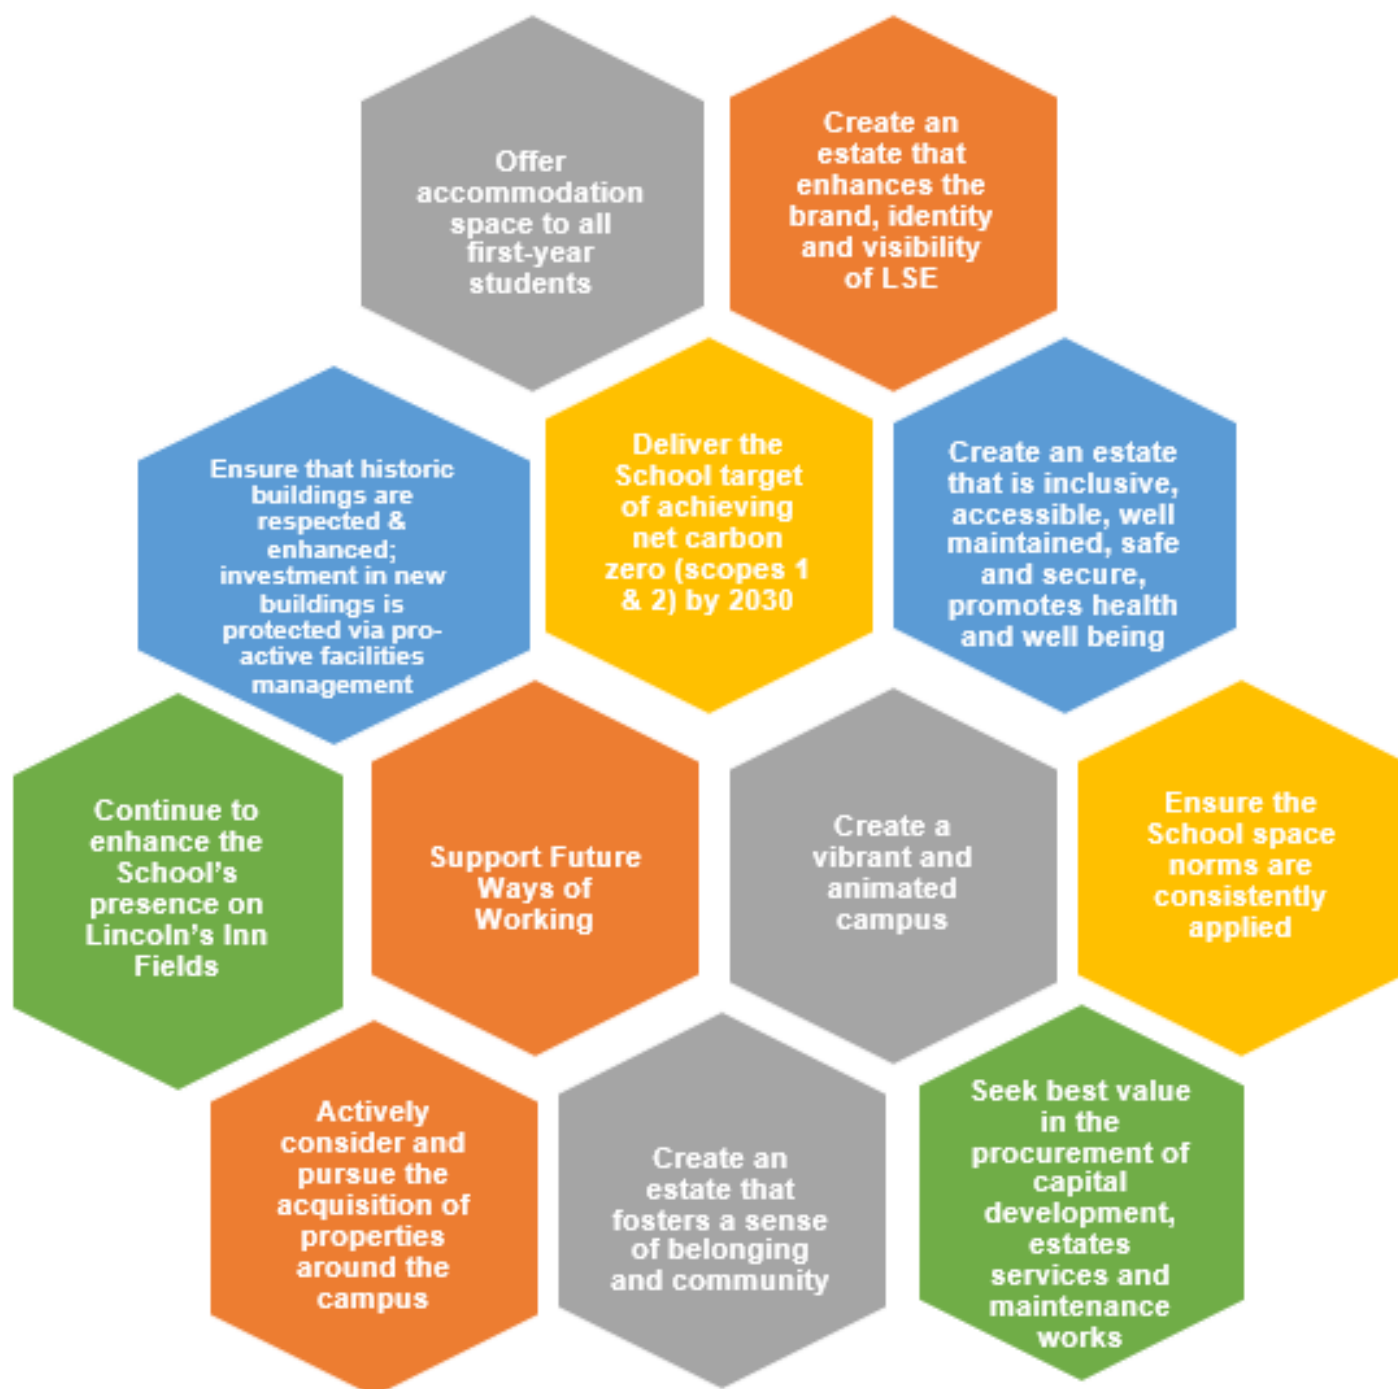 Offer
accommodation
space to all
first-year
students
Create an
estate that
enhances the
brand, identity
and visibility
of LSE
Ensure that historic
buildings are
respected &
enhanced;
investment in new
buildings is
protected via pro-
active facilities
management
Deliver the
School target
of achieving
net carbon
zero (scopes 1
& 2) by 2030
Create an estate
that is inclusive,
accessible, well
maintained, safe
and secure,
promotes health
and well being
Continue to
enhance the
School’s
presence on
Lincoln’s Inn
Fields
Support Future
Ways of
Working
Create a
vibrant and
animated
campus
Ensure the
School space
norms are
consistently
applied
Actively
consider and
pursue the
acquisition of
properties
around the
campus
Create an
estate that
fosters a sense
of belonging
and community
Seek best value
in the
procurement of
capital
development,
estates
services and
maintenance
works